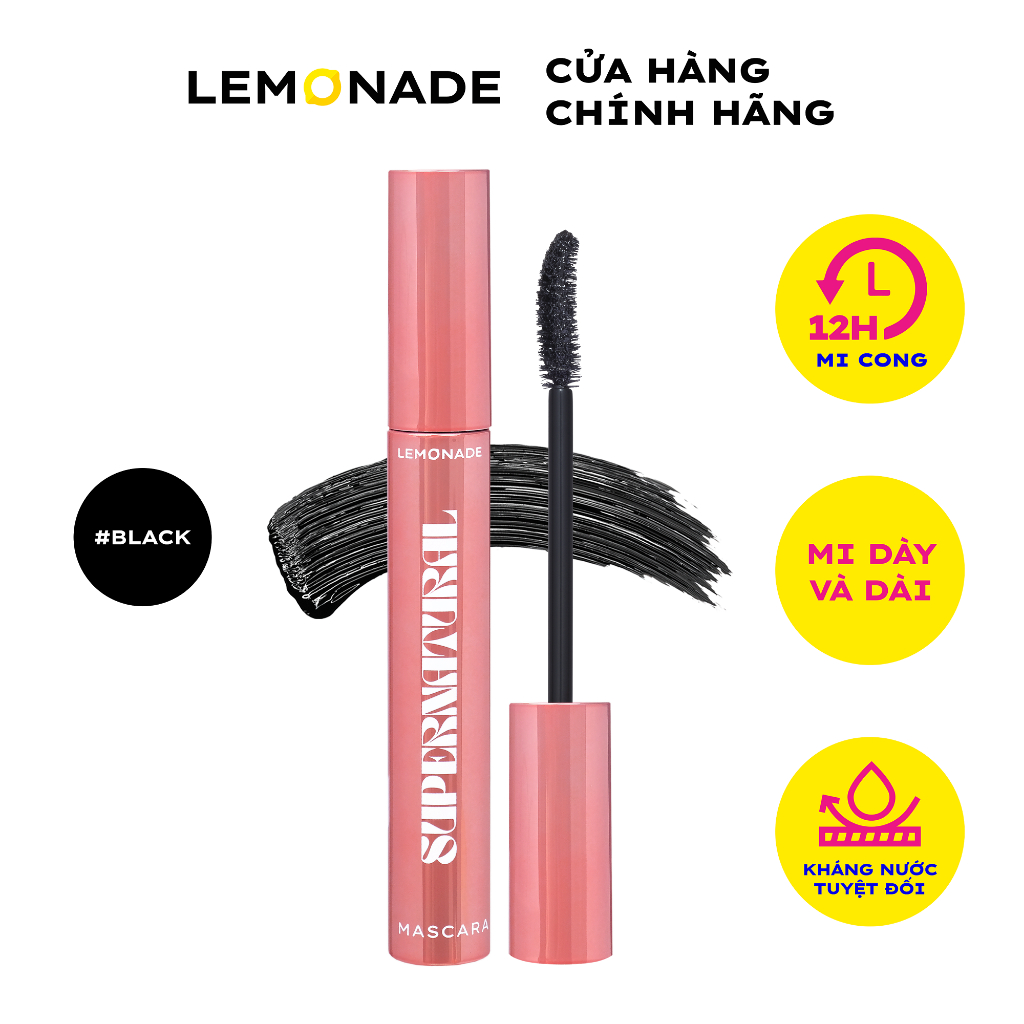 LEMONADE
CỬA HÀNG
CHÍNH HÃNG
12H
MI CONG
LEMONADE
#BLACK
SUPERNATURAL
MI DÀY
VÀ DÀI
KHÁNG NƯỚC
TUYỆT ĐỐI
MASCARA